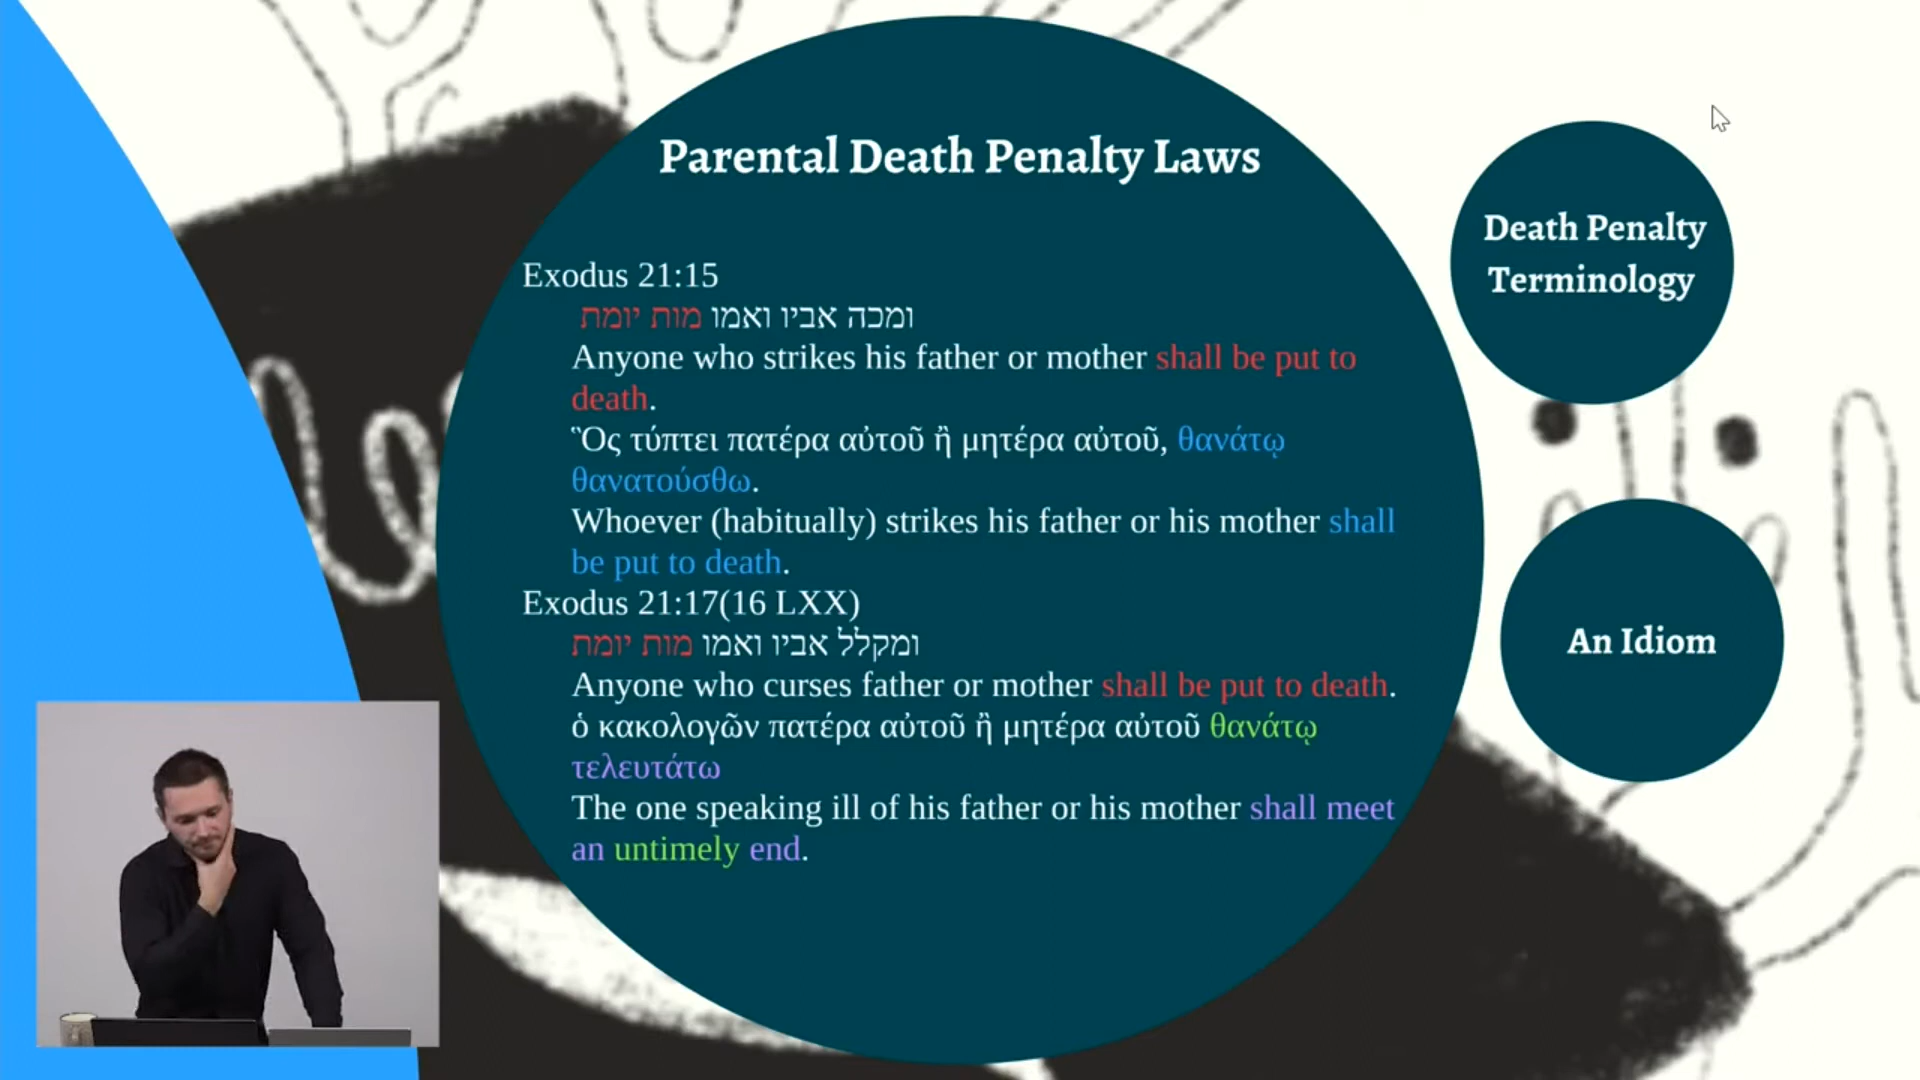 Parental Death Penalty Laws
Exodus 21:15
ומכה אביו ואמו מות יומת
Anyone who strikes his father or mother shall be put to
death.
Ὃς τύπτει πατέρα αὐτοῦ ἢ μητέρα αὐτοῦ, θανάτῳ
θανατούσθω.
Whoever (habitually) strikes his father or his mother shall
be put to death.
Exodus 21:17(16 LXX)
ומקלל אביו ואמו מות יומת
Anyone who curses father or mother shall be put to death.
ὁ κακολογῶν πατέρα αὐτοῦ ἢ μητέρα αὐτοῦ θανάτῳ
τελευτάτω
The one speaking ill of his father or his mother shall meet
an untimely end.
Death Penalty
Terminology
An Idiom